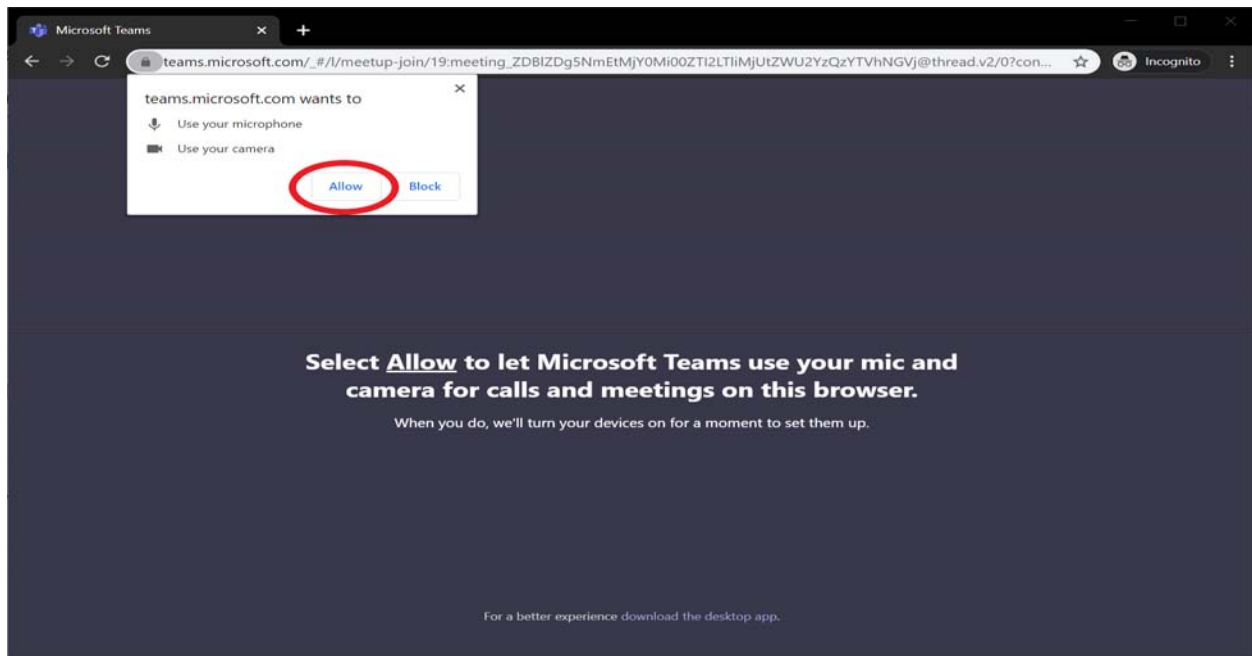 Microsoft Teams
teams.microsoft.com/_#/l/meetup-join/19:meeting_ZDBlZDg5NmEtMjY0Mi00ZTI2LTliMjUtZWU2YzQzYTVhNGVj@thread.v2/0?con...
Incognito
teams.microsoft.com wants to
Use your microphone
Use your camera
Allow Block
Select Allow to let Microsoft Teams use your mic and
camera for calls and meetings on this browser.
When you do, we'll turn your devices on for a moment to set them up.
For a better experience download the desktop app.